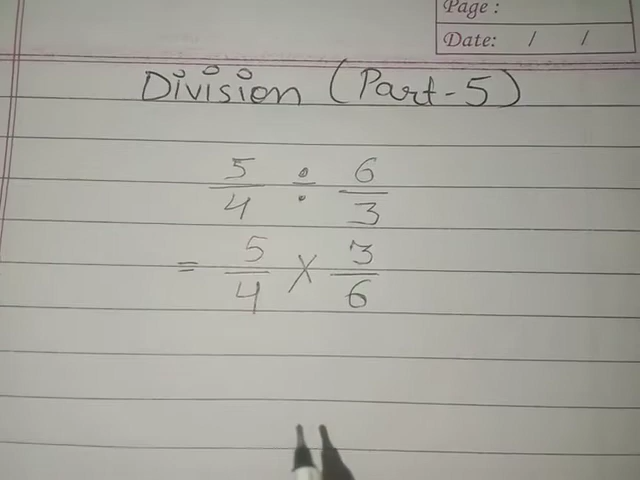 Page :
Date: / /
Division (Part-5)
5/4 ÷ 6/3
= 5/4 × 3/6